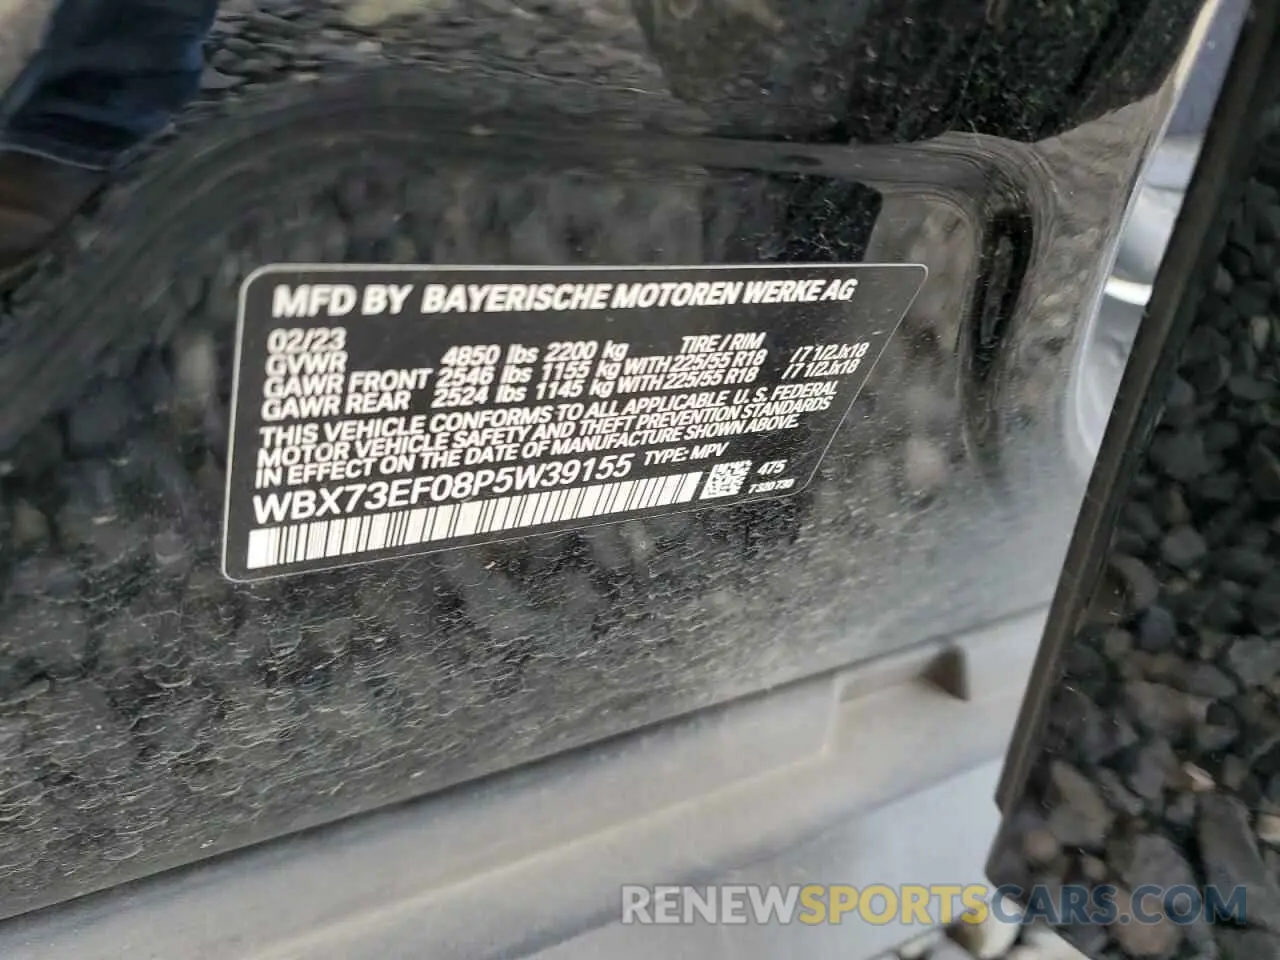 MFD BY BAYERISCHE MOTOREN WERKE AG
02/23 TIRE / RIM
GVWR 4850 lbs 2200 kg
GAWR FRONT 2546 lbs 1155 kg WITH 225/55 R18 /7 1/2Jx18
GAWR REAR 2524 lbs 1145 kg WITH 225/55 R18 /7 1/2Jx18
THIS VEHICLE CONFORMS TO ALL APPLICABLE U. S. FEDERAL
MOTOR VEHICLE SAFETY AND THEFT PREVENTION STANDARDS
IN EFFECT ON THE DATE OF MANUFACTURE SHOWN ABOVE.
WBX73EF08P5W39155 TYPE: MPV
475
7 320 730
RENEWSPORTSCARS.COM